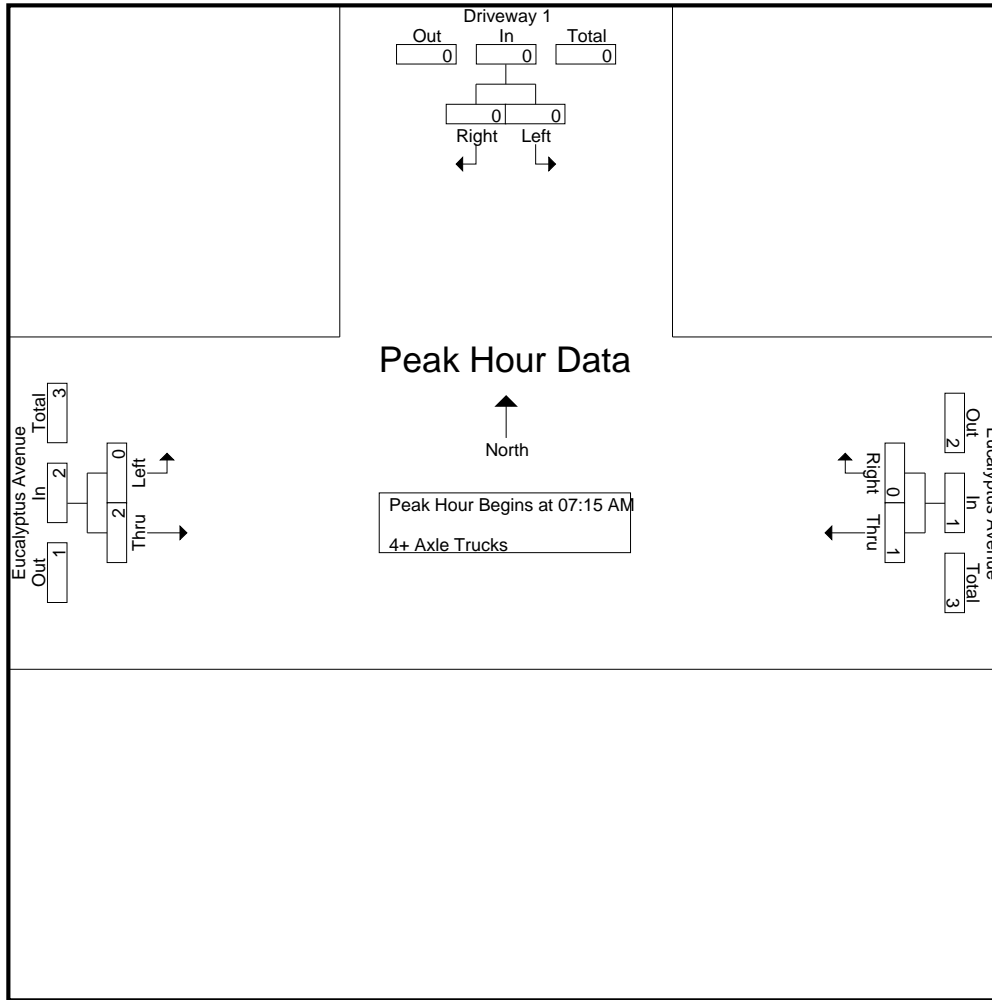 Driveway 1
Out In Total
0 0 0
0 0
Right Left
Peak Hour Data
North
Peak Hour Begins at 07:15 AM
4+ Axle Trucks
Eucalyptus Avenue
Out In Total
1 2 3
2 0
Thru Left
Eucalyptus Avenue
Out In Total
2 1 3
0 1
Right Thru